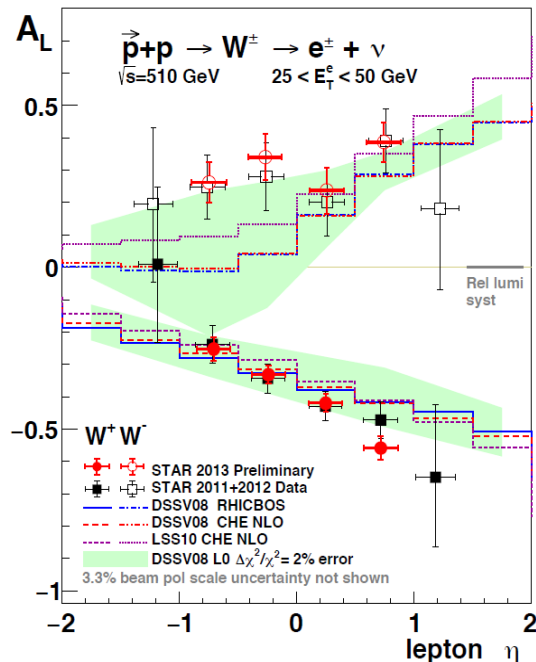 A_L
p+p → W± → e± + ν
√s=510 GeV 25 < E_T^e < 50 GeV
0.5
0
Rel lumi
syst
−0.5
W+ W-
STAR 2013 Preliminary
STAR 2011+2012 Data
DSSV08 RHICBOS
DSSV08 CHE NLO
LSS10 CHE NLO
DSSV08 L0 Δχ²/χ²= 2% error
3.3% beam pol scale uncertainty not shown
−1
−2 −1 0 1 2
lepton η